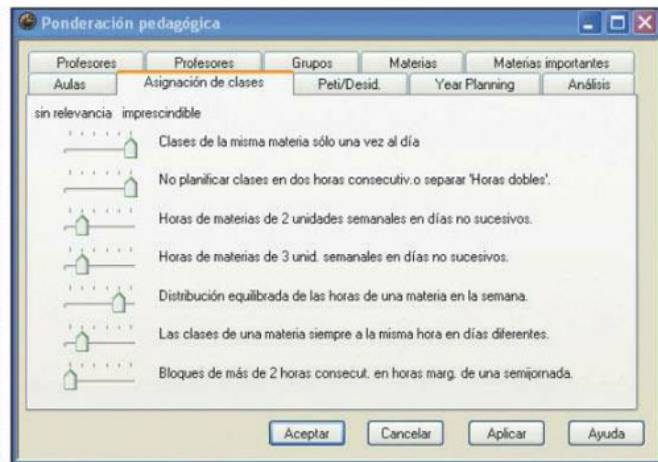 Ponderación pedagógica
Profesores Profesores Grupos Materias Materias importantes
Aulas Asignación de clases Peti/Desid. Year Planning Análisis
sin relevancia imprescindible
Clases de la misma materia sólo una vez al día
No planificar clases en dos horas consecutiv.o separar 'Horas dobles'.
Horas de materias de 2 unidades semanales en días no sucesivos.
Horas de materias de 3 unid. semanales en días no sucesivos.
Distribución equilibrada de las horas de una materia en la semana.
Las clases de una materia siempre a la misma hora en días diferentes.
Bloques de más de 2 horas consecut. en horas marg. de una semijornada.
Aceptar Cancelar Aplicar Ayuda